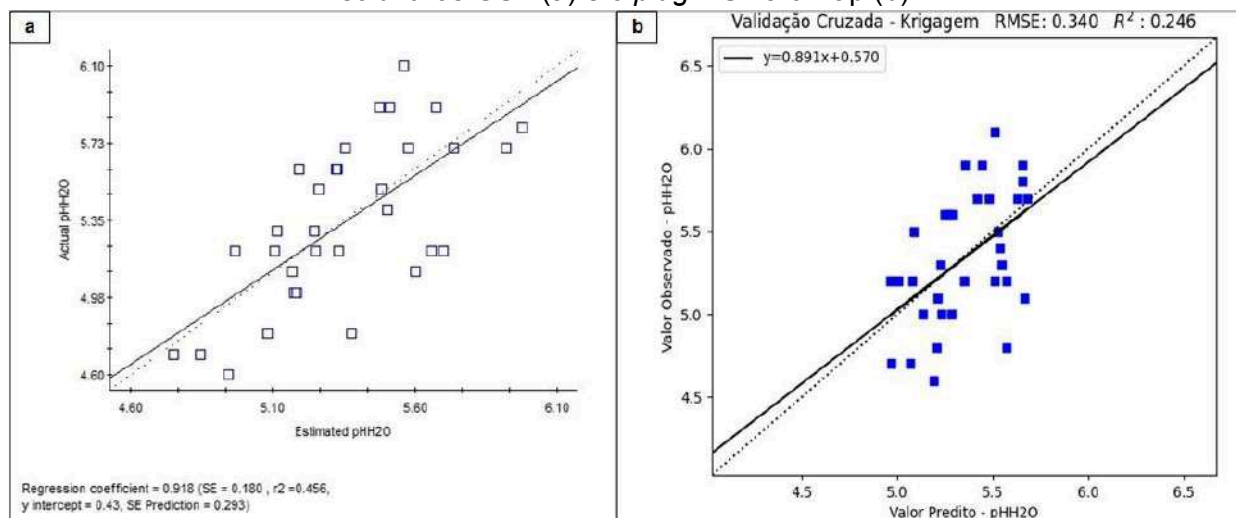 a
6.10
5.73
5.35
4.98
4.60
Actual pHH2O
4.60 5.10 5.60 6.10
Estimated pHH2O
Regression coefficient = 0.918 (SE = 0.180 , r2 =0.456,
y intercept = 0.43, SE Prediction = 0.293)
b
Validação Cruzada - Krigagem RMSE: 0.340 R² : 0.246
y=0.891x+0.570
6.5
6.0
5.5
5.0
4.5
Valor Observado - pHH2O
4.5 5.0 5.5 6.0 6.5
Valor Predito - pHH2O